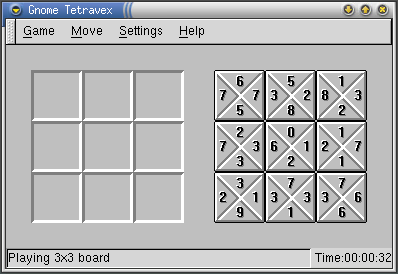 Gnome Tetravex
Game Move Settings Help
6 5 1
7 7 3 3 8 3
5 8 2
2 0 1
7 3 6 1 2 7
3 2 1
3 7 7
2 1 3 3 3 7
9 1 6
Playing 3x3 board Time:00:00:32